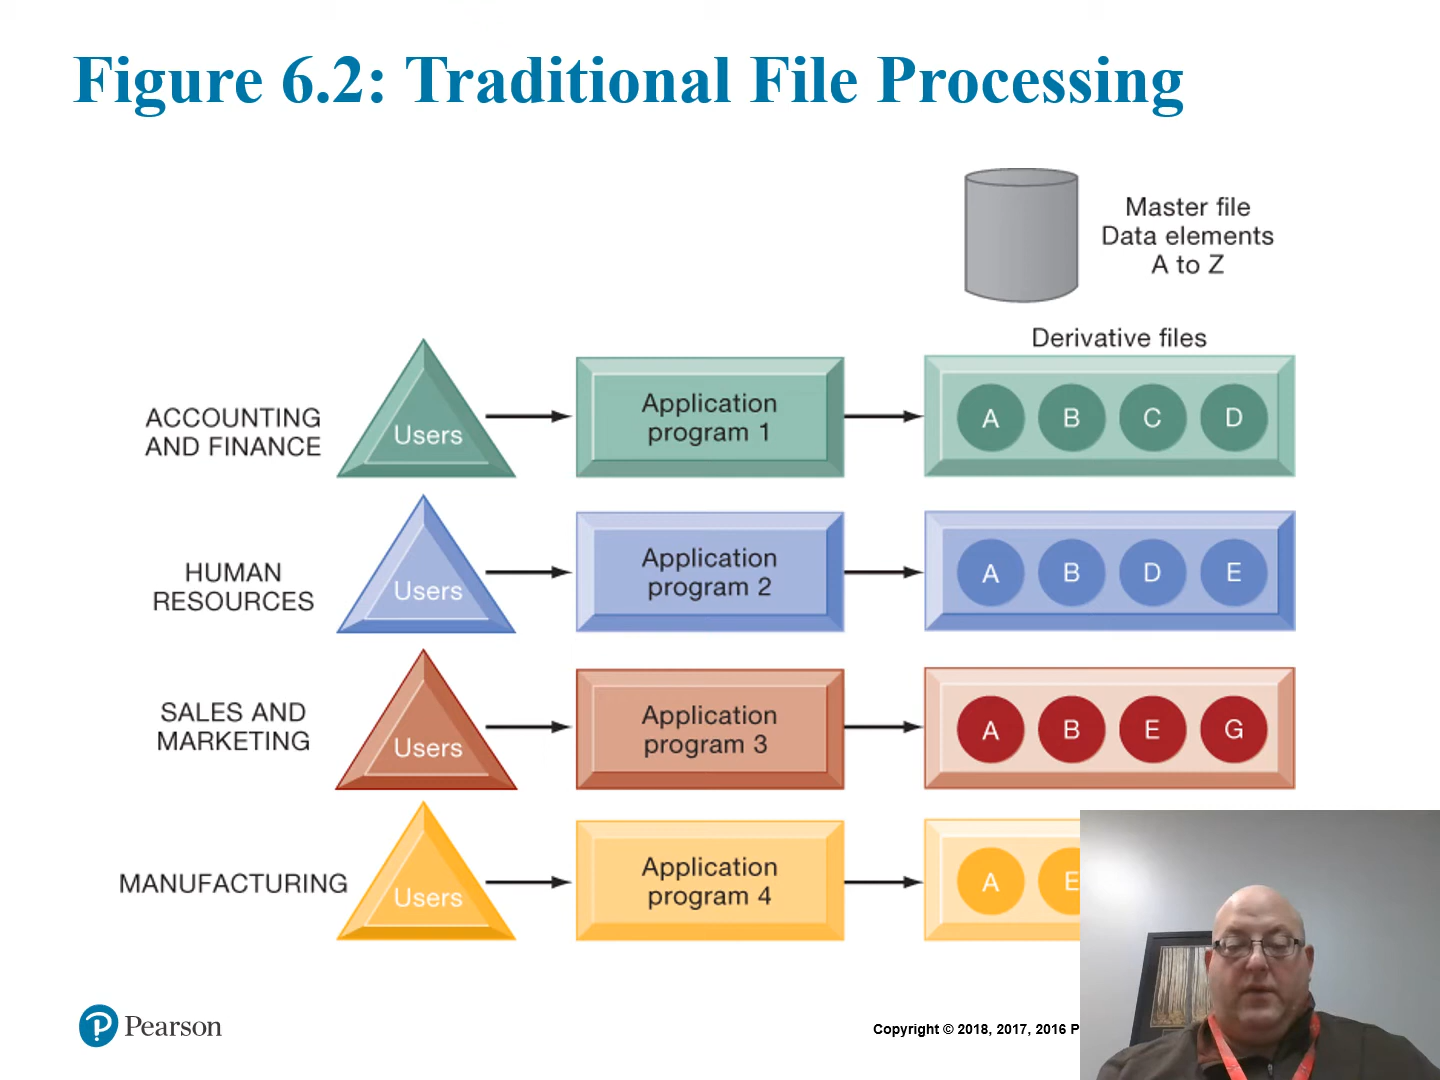 Figure 6.2: Traditional File Processing
Master file
Data elements
A to Z
Derivative files
ACCOUNTING
AND FINANCE
Users
Application
program 1
A B C D
HUMAN
RESOURCES
Users
Application
program 2
A B D E
SALES AND
MARKETING
Users
Application
program 3
A B E G
MANUFACTURING
Users
Application
program 4
A
Pearson
Copyright © 2018, 2017, 2016